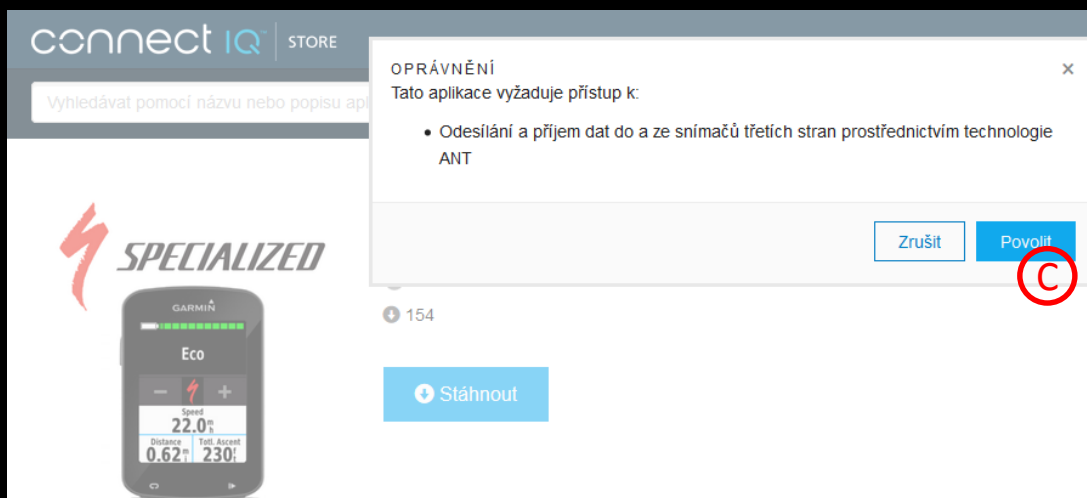 connect IQ STORE
OPRÁVNĚNÍ ×
Tato aplikace vyžaduje přístup k:
Vyhledávat pomocí názvu nebo popisu apl
• Odesílání a příjem dat do a ze snímačů třetích stran prostřednictvím technologie
ANT
Zrušit Povolit
C
SPECIALIZED
154
Stáhnout
GARMIN
Eco
− +
Speed
22.0 m/h
Distance Totl. Ascent
0.62 230